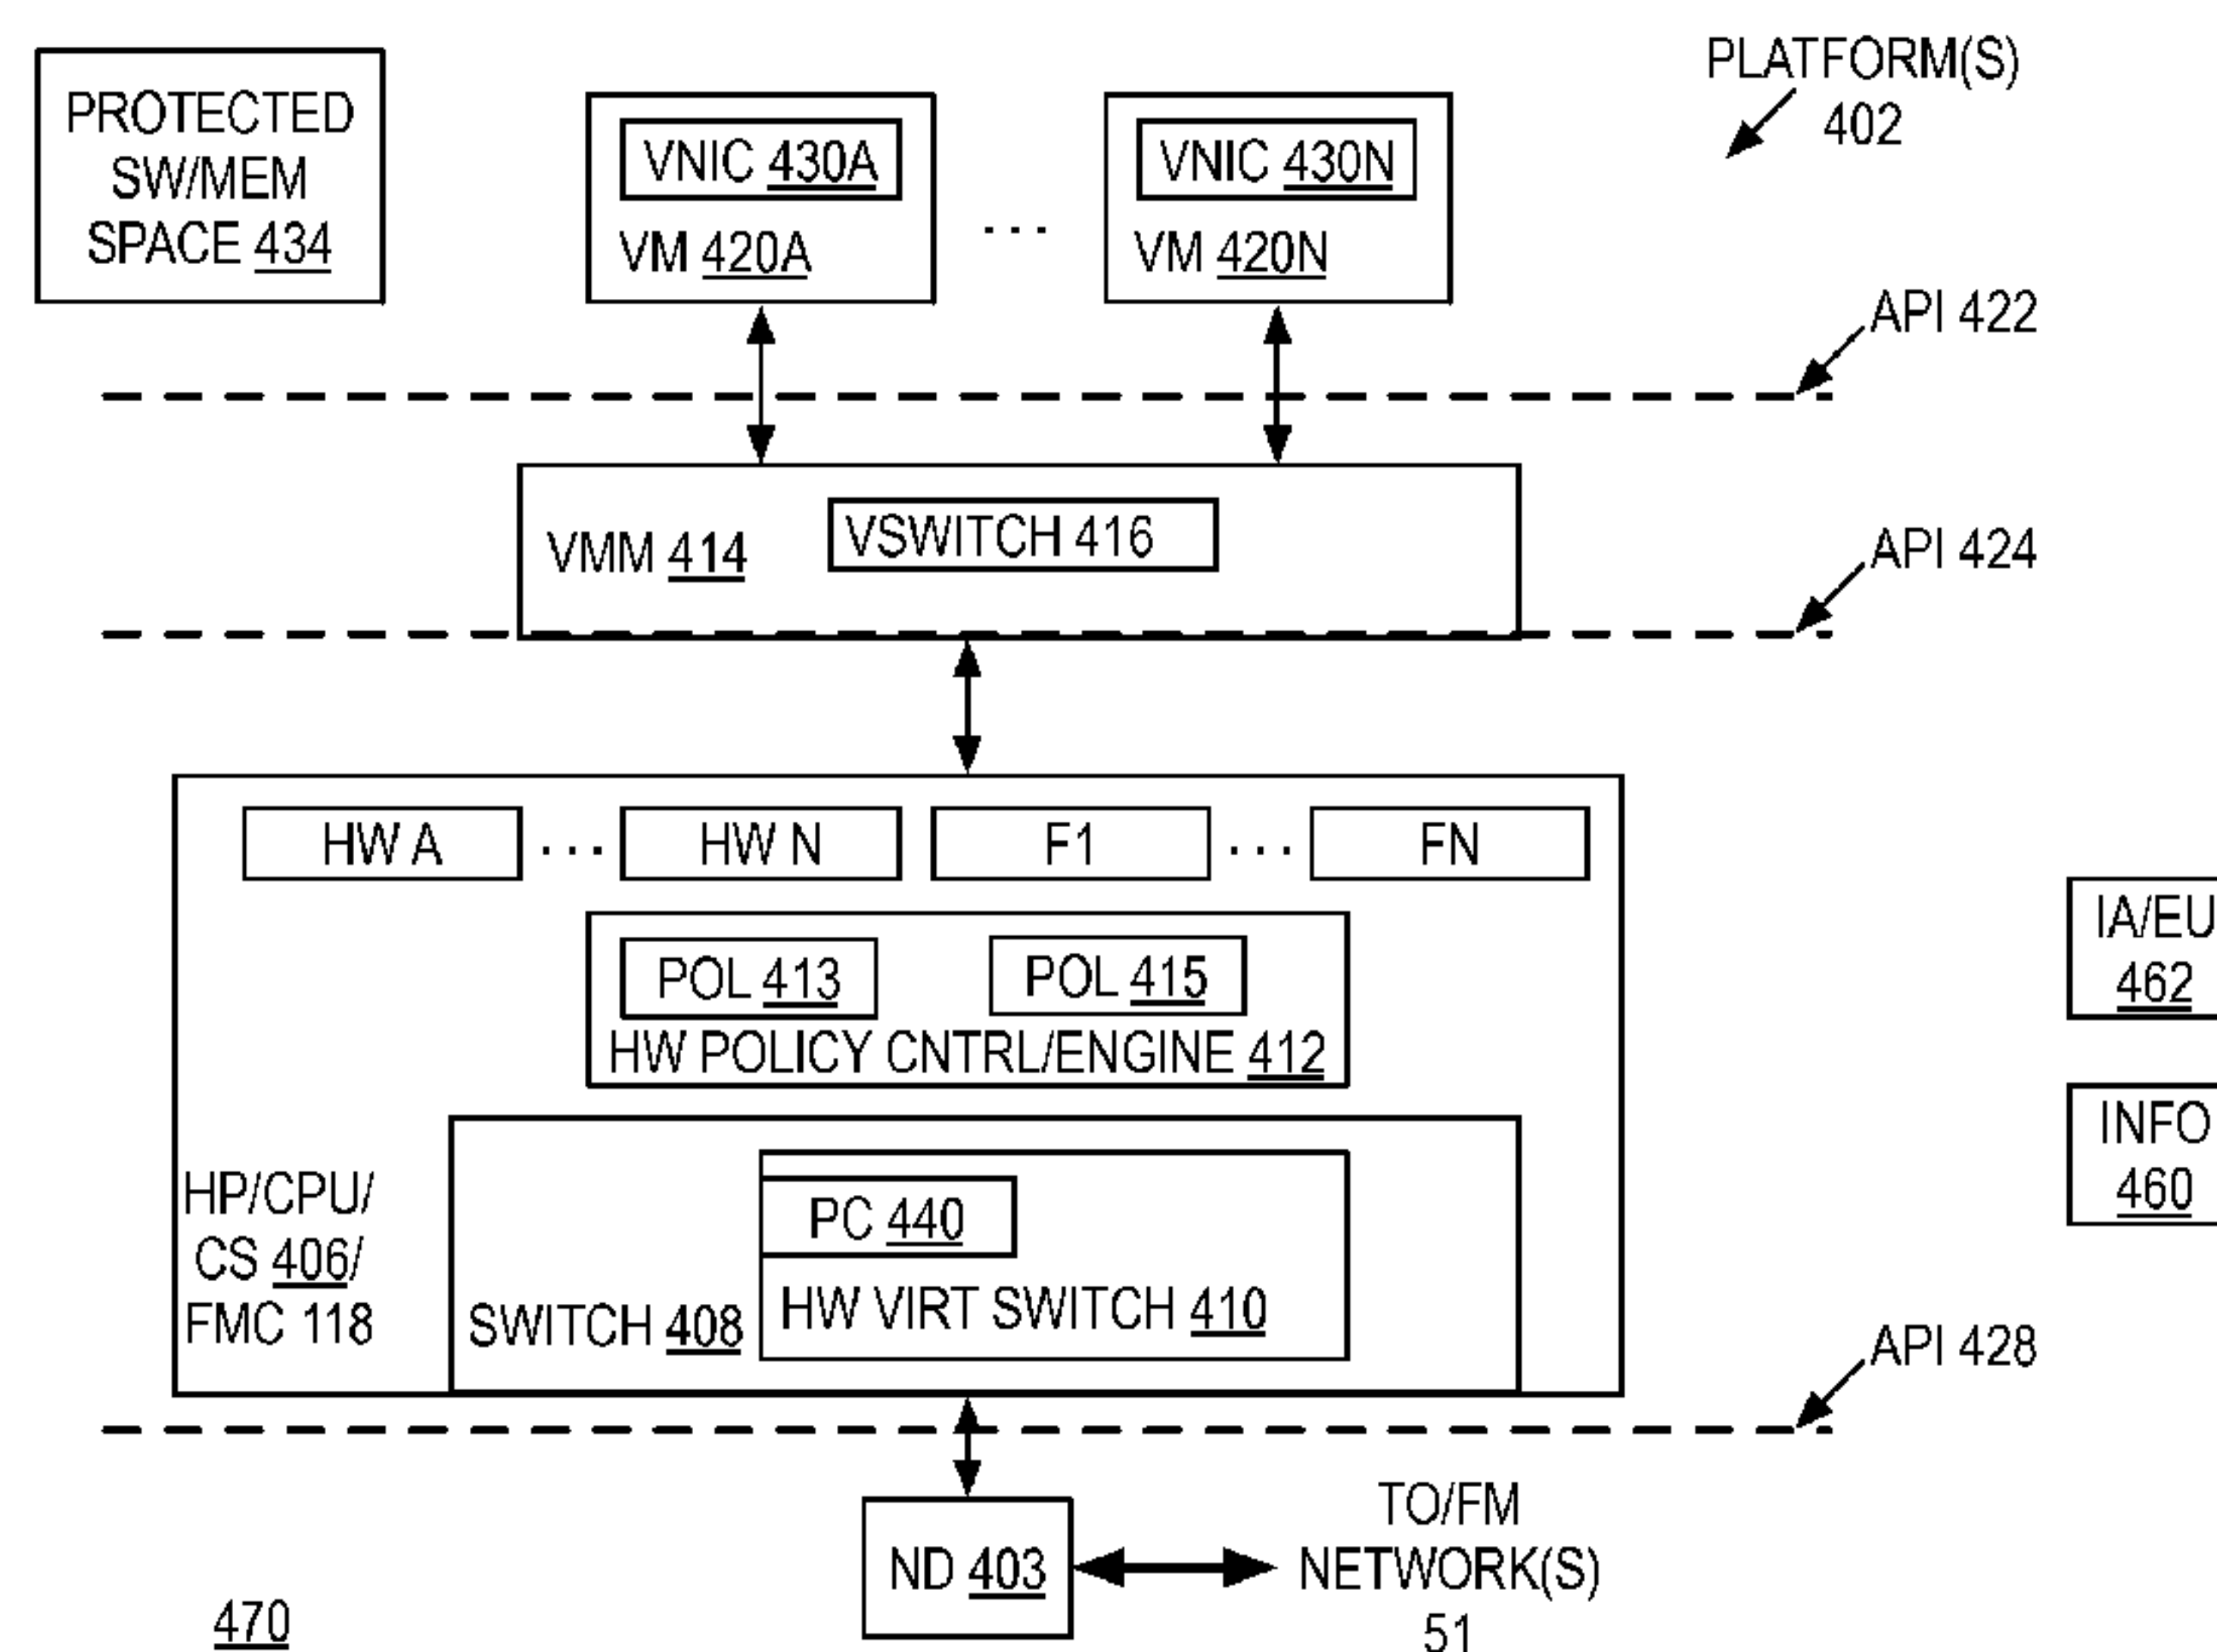 PLATFORM(S)
402
PROTECTED
SW/MEM
SPACE 434
VNIC 430A
VM 420A
...
VNIC 430N
VM 420N
API 422
VMM 414
VSWITCH 416
API 424
HW A
...
HW N
F1
...
FN
POL 413
POL 415
HW POLICY CNTRL/ENGINE 412
IA/EU
462
INFO
460
HP/CPU/
CS 406/
FMC 118
SWITCH 408
PC 440
HW VIRT SWITCH 410
API 428
ND 403
TO/FM
NETWORK(S)
51
470